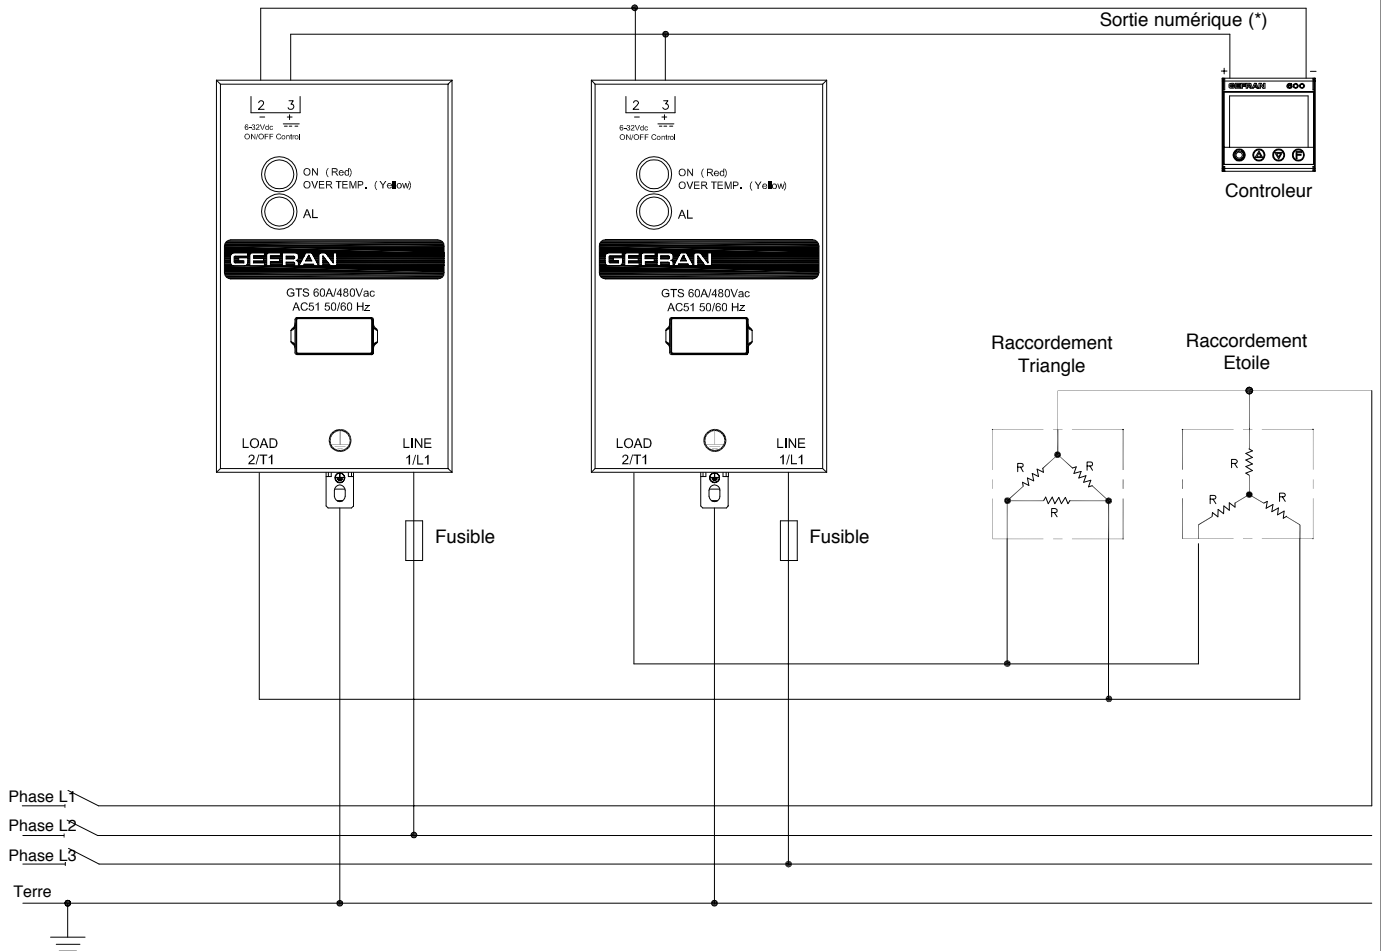 Sortie numérique (*)
+ −
GEFRAN 600
F
Controleur
2 3
− +
6-32Vdc
ON/OFF Control
ON (Red)
OVER TEMP. (Yellow)
AL
GEFRAN
GTS 60A/480Vac
AC51 50/60 Hz
LOAD
2/T1
LINE
1/L1
Fusible
2 3
− +
6-32Vdc
ON/OFF Control
ON (Red)
OVER TEMP. (Yellow)
AL
GEFRAN
GTS 60A/480Vac
AC51 50/60 Hz
LOAD
2/T1
LINE
1/L1
Fusible
Raccordement
Triangle
R R
R
Raccordement
Etoile
R
R R
Phase L1
Phase L2
Phase L3
Terre